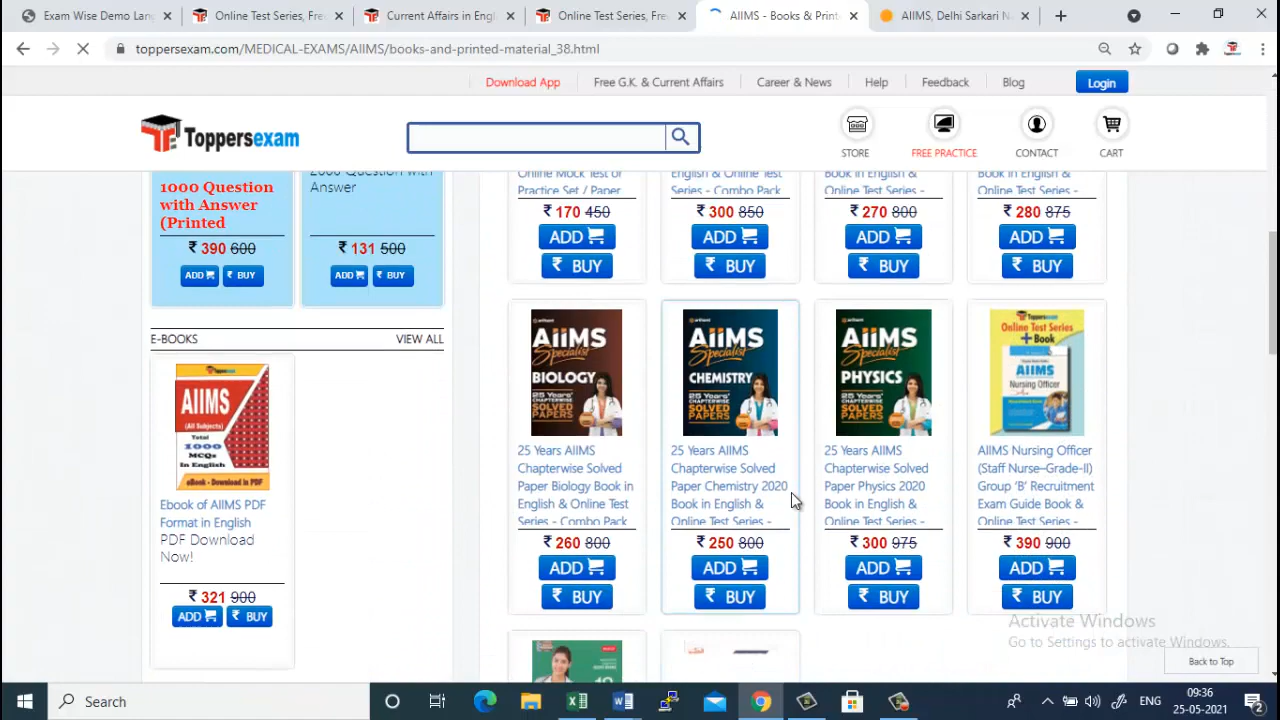 Exam Wise Demo Lang
Online Test Series, Free
Current Affairs in Engl
Online Test Series, Free
AIIMS - Books & Print
AIIMS, Delhi Sarkari N
toppersexam.com/MEDICAL-EXAMS/AIIMS/books-and-printed-material_38.html
Download App
Free G.K. & Current Affairs
Career & News
Help
Feedback
Blog
Login
Toppersexam
STORE
FREE PRACTICE
CONTACT
CART
1000 Question
with Answer
(Printed
₹ 390 600
ADD
₹ BUY
2000 Question with
Answer
₹ 131 500
ADD
₹ BUY
Online Mock Test or
Practice Set / Paper
₹ 170 450
ADD
₹ BUY
English & Online Test
Series - Combo Pack
₹ 300 850
ADD
₹ BUY
Book in English &
Online Test Series -
₹ 270 800
ADD
₹ BUY
Book in English &
Online Test Series -
₹ 280 875
ADD
₹ BUY
E-BOOKS
VIEW ALL
AIIMS
(All Subjects)
Total
1000
MCQs
In English
eBook - Download in PDF
Ebook of AIIMS PDF
Format in English
PDF Download
Now!
₹ 321 900
ADD
₹ BUY
arihant
AIIMS
Specialist
BIOLOGY
25 YEARS'
CHAPTERWISE
SOLVED
PAPERS
25 Years AIIMS
Chapterwise Solved
Paper Biology Book in
English & Online Test
Series - Combo Pack
₹ 260 800
ADD
₹ BUY
arihant
AIIMS
Specialist
CHEMISTRY
25 YEARS'
CHAPTERWISE
SOLVED
PAPERS
25 Years AIIMS
Chapterwise Solved
Paper Chemistry 2020
Book in English &
Online Test Series -
₹ 250 800
ADD
₹ BUY
arihant
AIIMS
Specialist
PHYSICS
25 YEARS'
CHAPTERWISE
SOLVED
PAPERS
25 Years AIIMS
Chapterwise Solved
Paper Physics 2020
Book in English &
Online Test Series -
₹ 300 975
ADD
₹ BUY
Toppersexam
Online Test Series
+ Book
AIIMS
Nursing Officer
AIIMS Nursing Officer
(Staff Nurse–Grade-II)
Group 'B' Recruitment
Exam Guide Book &
Online Test Series -
₹ 390 900
ADD
₹ BUY
Activate Windows
Go to Settings to activate Windows.
Back to Top
Search
ENG
09:36
25-05-2021
2